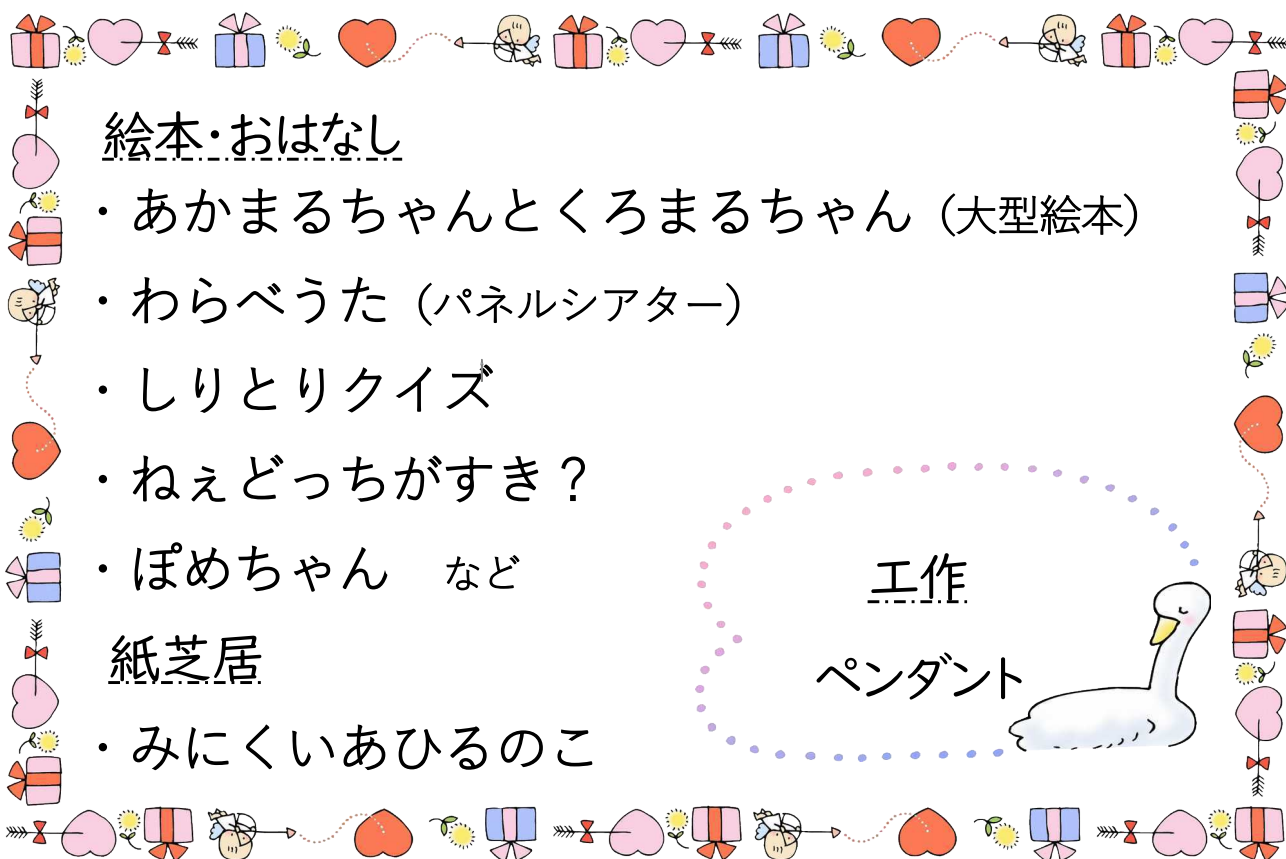 絵本・おはなし
・あかまるちゃんとくろまるちゃん（大型絵本）
・わらべうた（パネルシアター）
・しりとりクイズ
・ねぇどっちがすき？
・ぽめちゃん　など
紙芝居
・みにくいあひるのこ
工作
ペンダント